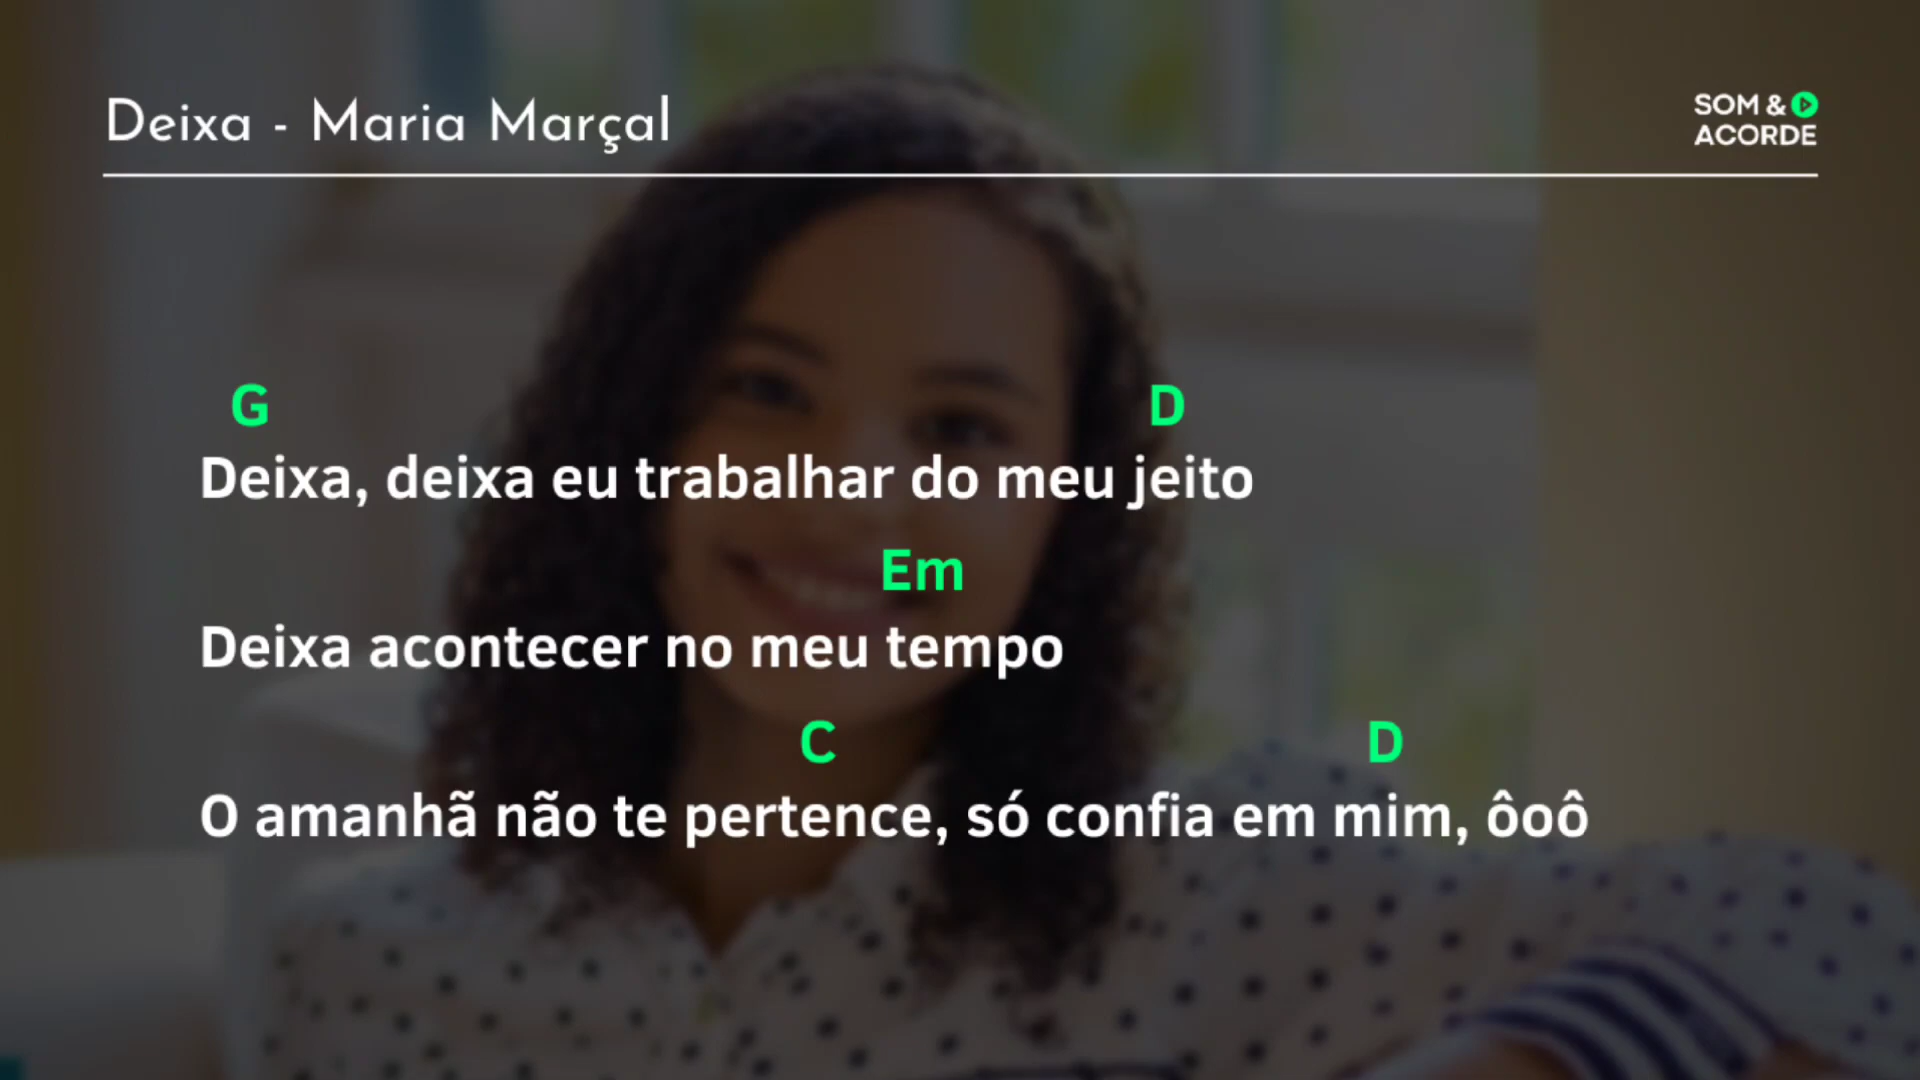 Deixa - Maria Marçal
SOM &
ACORDE
G D
Deixa, deixa eu trabalhar do meu jeito
Em
Deixa acontecer no meu tempo
C D
O amanhã não te pertence, só confia em mim, ôoô